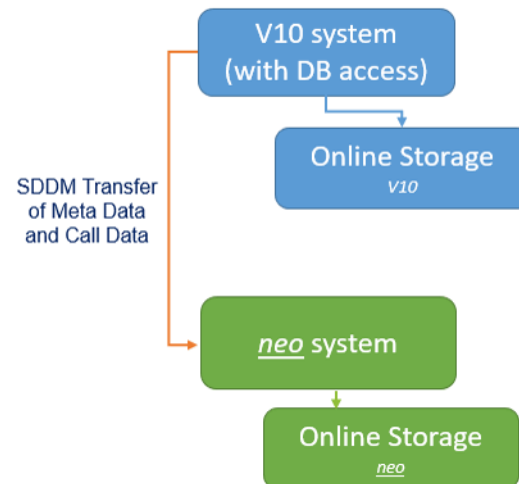 V10 system
(with DB access)
Online Storage
V10
SDDM Transfer
of Meta Data
and Call Data
neo system
Online Storage
neo